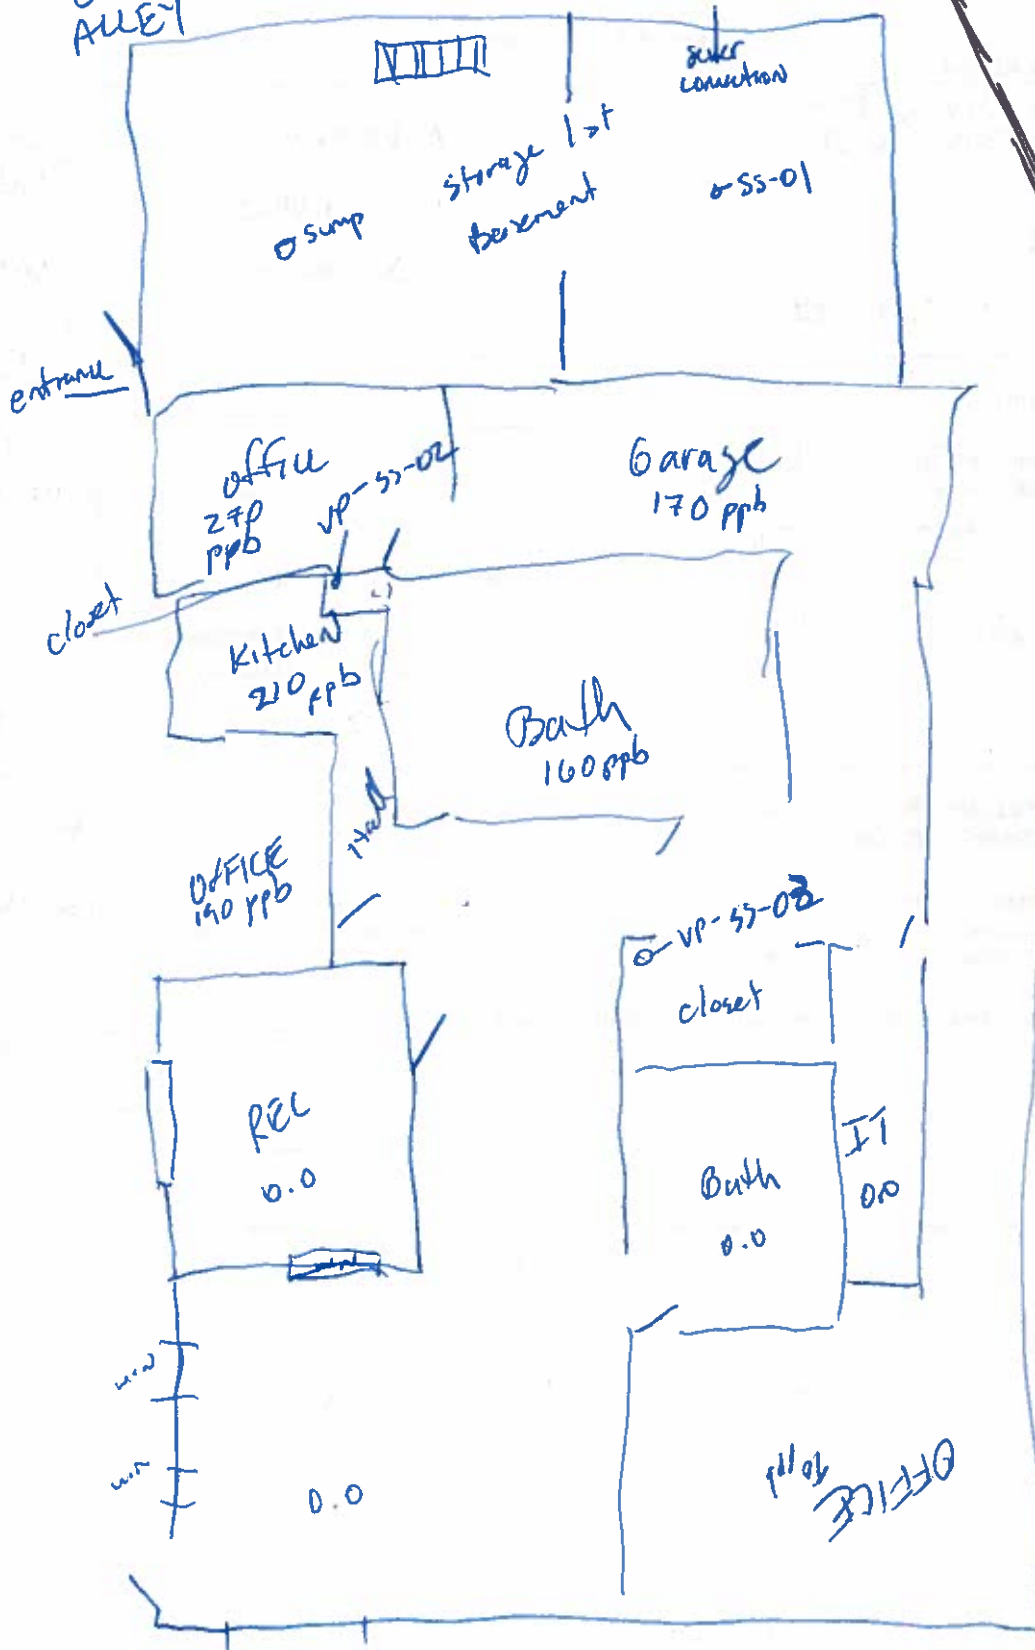 ALLEY
sewer
connection
storage 1st
Basement
SS-01
sump
entrance
office
270
ppb
VP-SS-02
Garage
170 ppb
closet
Kitchen
210 ppb
Bath
160 ppb
OFFICE
190 ppb
VP-SS-03
closet
REC
0.0
IT
0.0
Bath
0.0
win
win
0.0
OFFICE
70 ppb